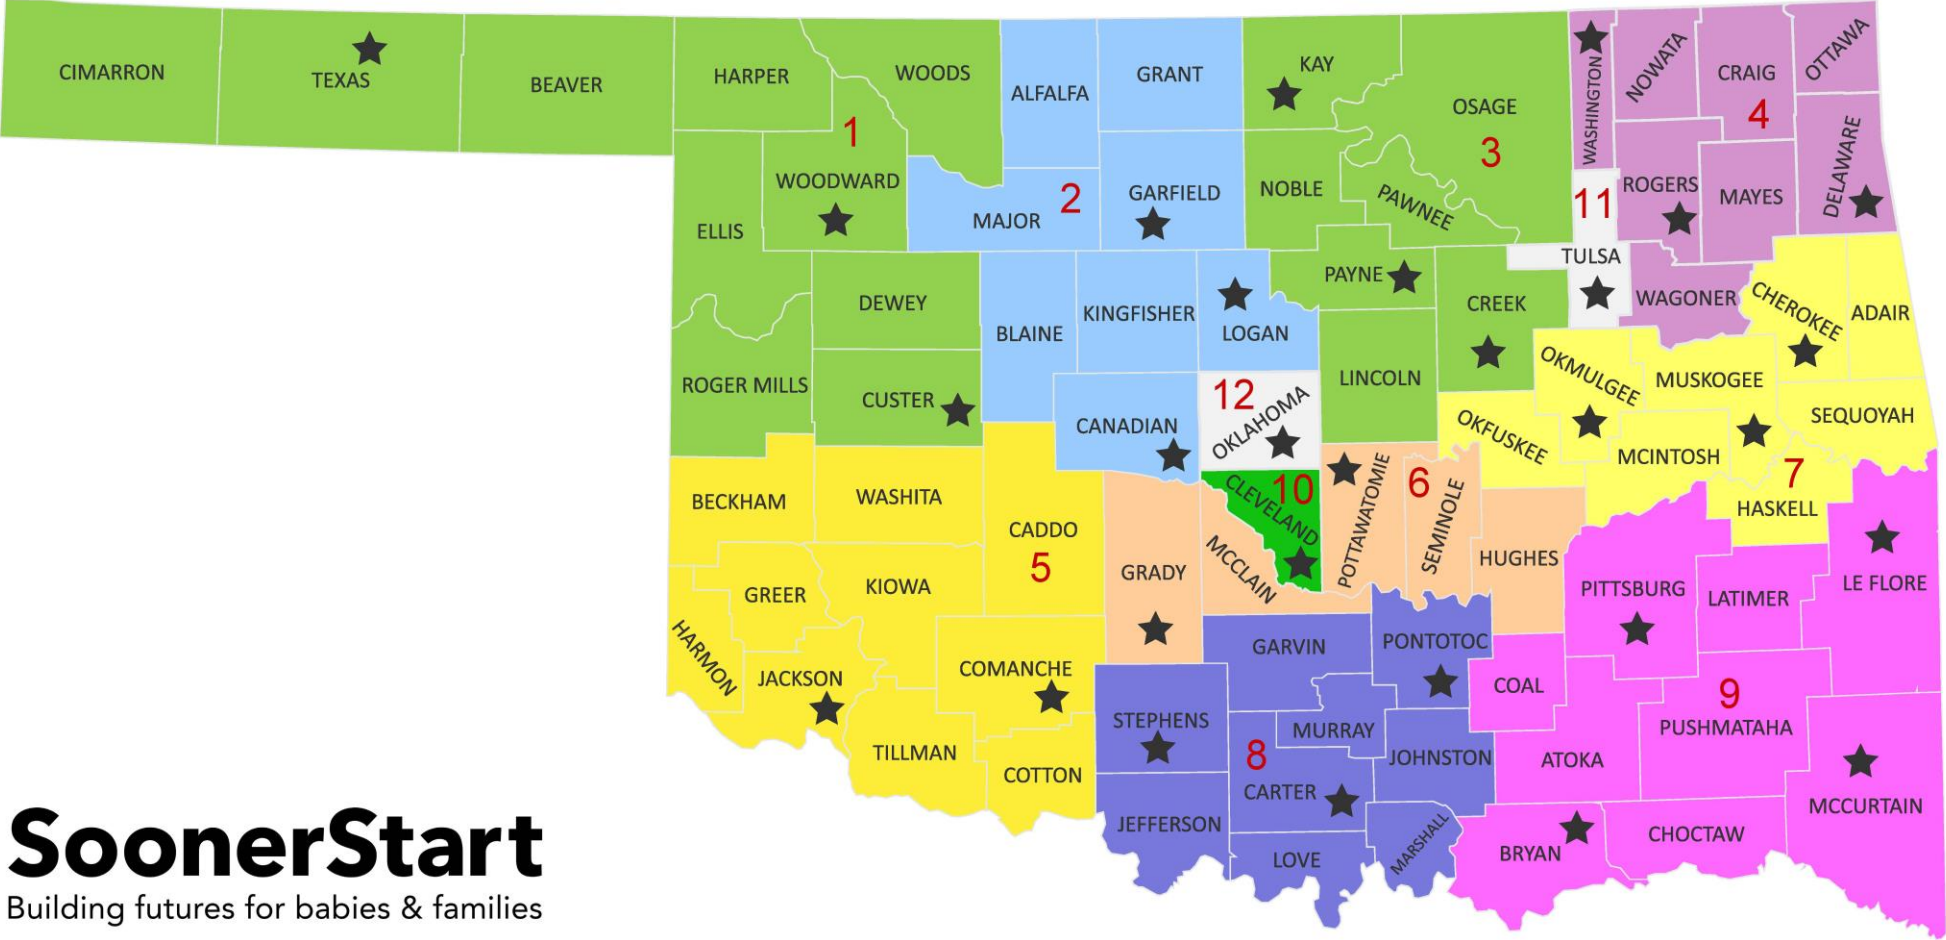 CIMARRON
TEXAS
BEAVER
HARPER
WOODS
ALFALFA
GRANT
KAY
OSAGE
WASHINGTON
NOWATA
CRAIG
OTTAWA
1
3
4
ELLIS
WOODWARD
MAJOR
2
GARFIELD
NOBLE
PAWNEE
11
ROGERS
MAYES
DELAWARE
DEWEY
BLAINE
KINGFISHER
LOGAN
PAYNE
CREEK
TULSA
WAGONER
CHEROKEE
ADAIR
ROGER MILLS
CUSTER
CANADIAN
12
OKLAHOMA
LINCOLN
OKMULGEE
MUSKOGEE
SEQUOYAH
OKFUSKEE
MCINTOSH
7
HASKELL
BECKHAM
WASHITA
CADDO
5
GRADY
MCCLAIN
CLEVELAND
10
POTTAWATOMIE
6
SEMINOLE
HUGHES
PITTSBURG
LATIMER
LE FLORE
HARMON
GREER
KIOWA
JACKSON
COMANCHE
TILLMAN
COTTON
STEPHENS
GARVIN
PONTOTOC
COAL
9
PUSHMATAHA
8
MURRAY
CARTER
JOHNSTON
ATOKA
MCCURTAIN
JEFFERSON
LOVE
MARSHALL
BRYAN
CHOCTAW
SoonerStart
Building futures for babies & families